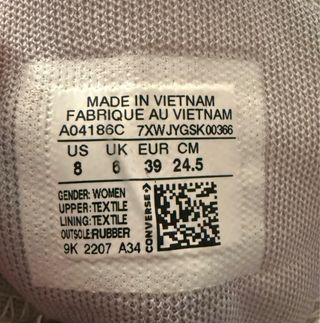 MADE IN VIETNAM
FABRIQUE AU VIETNAM
A04186C 7XWJYGSK00366
US UK EUR CM
8 6 39 24.5
GENDER: WOMEN
UPPER: TEXTILE
LINING: TEXTILE
OUTSOLE: RUBBER
9K 2207 A34
CONVERSE